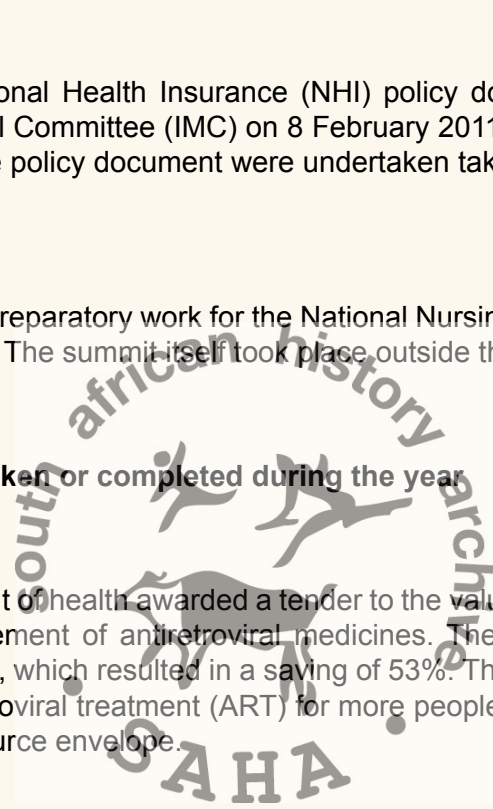 onal Health Insurance (NHI) policy do
l Committee (IMC) on 8 February 2011
e policy document were undertaken tak
reparatory work for the National Nursin
The summit itself took place outside th
ken or completed during the year
t of health awarded a tender to the valu
ement of antiretroviral medicines. The
, which resulted in a saving of 53%. Th
oviral treatment (ART) for more people
urce envelope.
south african history archive
SAHA